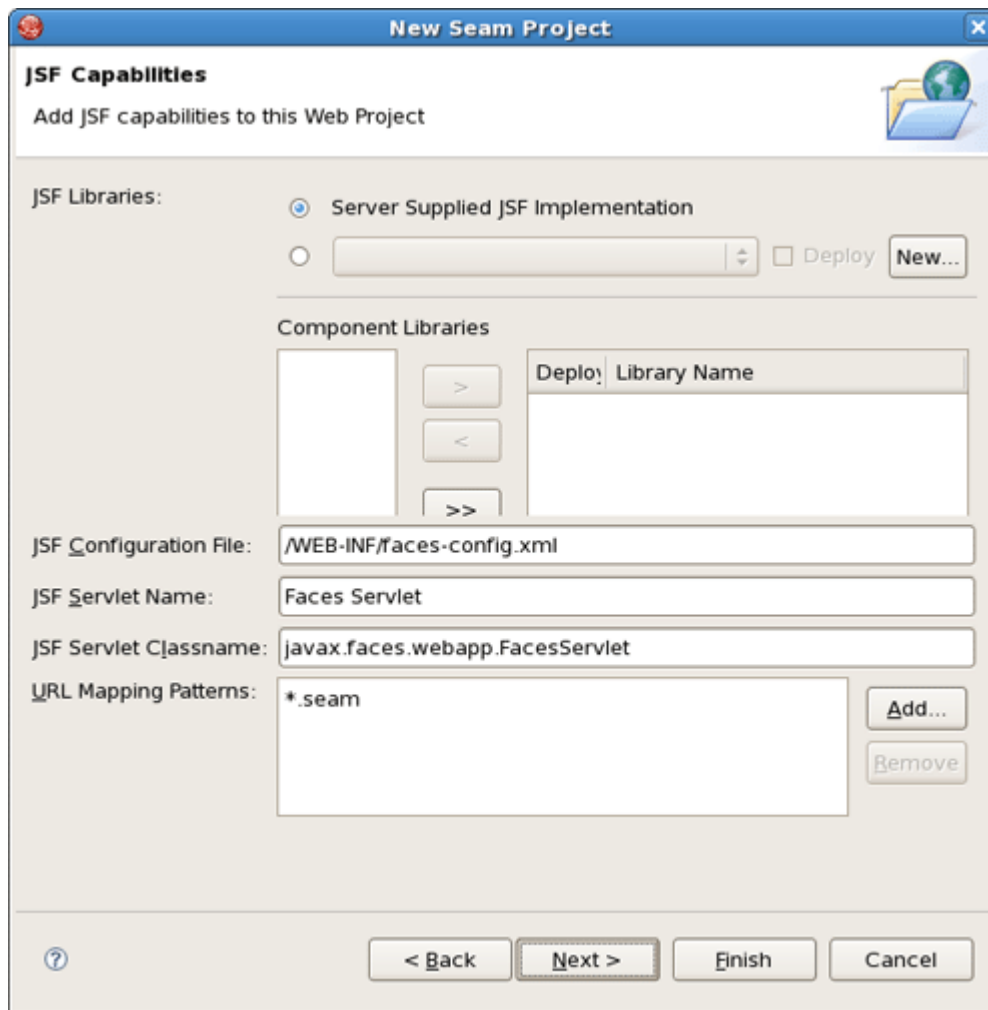 New Seam Project
JSF Capabilities
Add JSF capabilities to this Web Project
JSF Libraries:
Server Supplied JSF Implementation
Deploy New...
Component Libraries
> Deploy Library Name
<
>>
JSF Configuration File: /WEB-INF/faces-config.xml
JSF Servlet Name: Faces Servlet
JSF Servlet Classname: javax.faces.webapp.FacesServlet
URL Mapping Patterns: *.seam Add...
Remove
? < Back Next > Finish Cancel